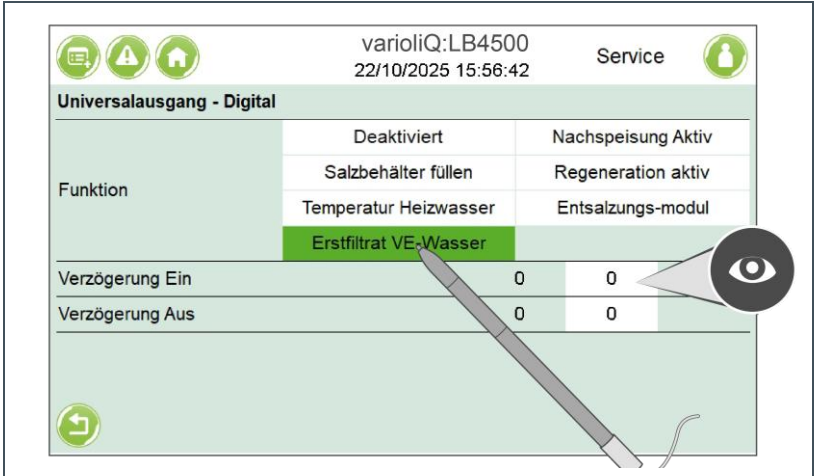 varioliQ:LB4500
22/10/2025 15:56:42
Service
Universalausgang - Digital
Funktion
Deaktiviert
Nachspeisung Aktiv
Salzbehälter füllen
Regeneration aktiv
Temperatur Heizwasser
Entsalzungs-modul
Erstfiltrat VE-Wasser
Verzögerung Ein 0 0
Verzögerung Aus 0 0